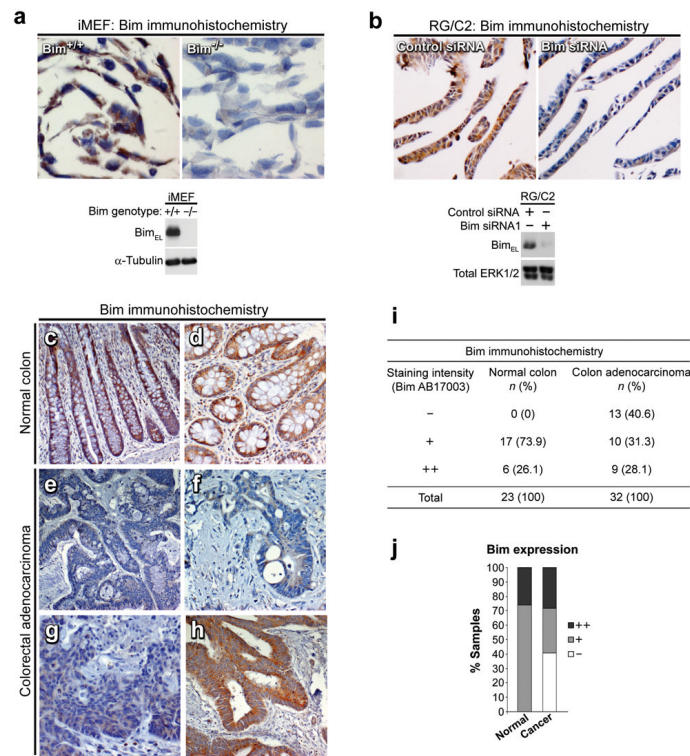 a
iMEF: Bim immunohistochemistry
Bim+/+
Bim-/-
iMEF
Bim genotype: +/+ −/−
BimEL
α-Tubulin
b
RG/C2: Bim immunohistochemistry
Control siRNA
Bim siRNA
RG/C2
Control siRNA + −
Bim siRNA1 − +
BimEL
Total ERK1/2
Bim immunohistochemistry
Normal colon
c
d
Colorectal adenocarcinoma
e
f
g
h
i
Bim immunohistochemistry
Staining intensity Normal colon Colon adenocarcinoma
(Bim AB17003) n (%) n (%)
− 0 (0) 13 (40.6)
+ 17 (73.9) 10 (31.3)
++ 6 (26.1) 9 (28.1)
Total 23 (100) 32 (100)
j
Bim expression
% Samples
100
90
80
70
60
50
40
30
20
10
0
Normal
Cancer
++
+
−